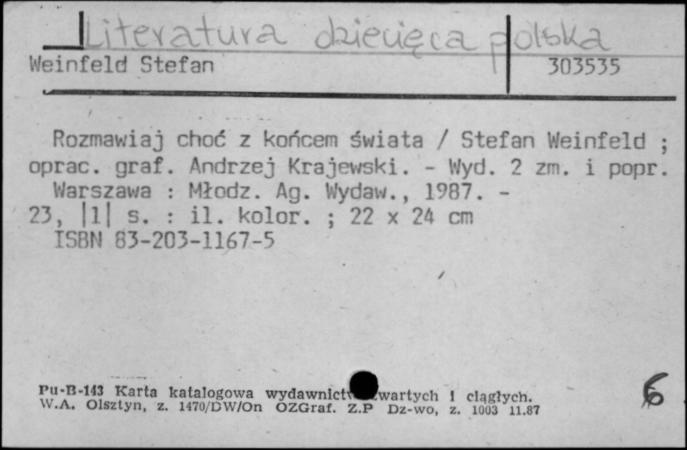 Literatura dziecięca polska
Weinfeld Stefan 303535
Rozmawiaj choć z końcem świata / Stefan Weinfeld ;
oprac. graf. Andrzej Krajewski. - Wyd. 2 zm. i popr.
Warszawa : Młodz. Ag. Wydaw., 1987. -
23, |1| s. : il. kolor. ; 22 x 24 cm
ISBN 83-203-1167-5
6
Pu-B-143 Karta katalogowa wydawnictw zwartych i ciągłych.
W.A. Olsztyn, z. 1470/DW/On OZGraf. Z.P Dz-wo, z. 1003 11.87